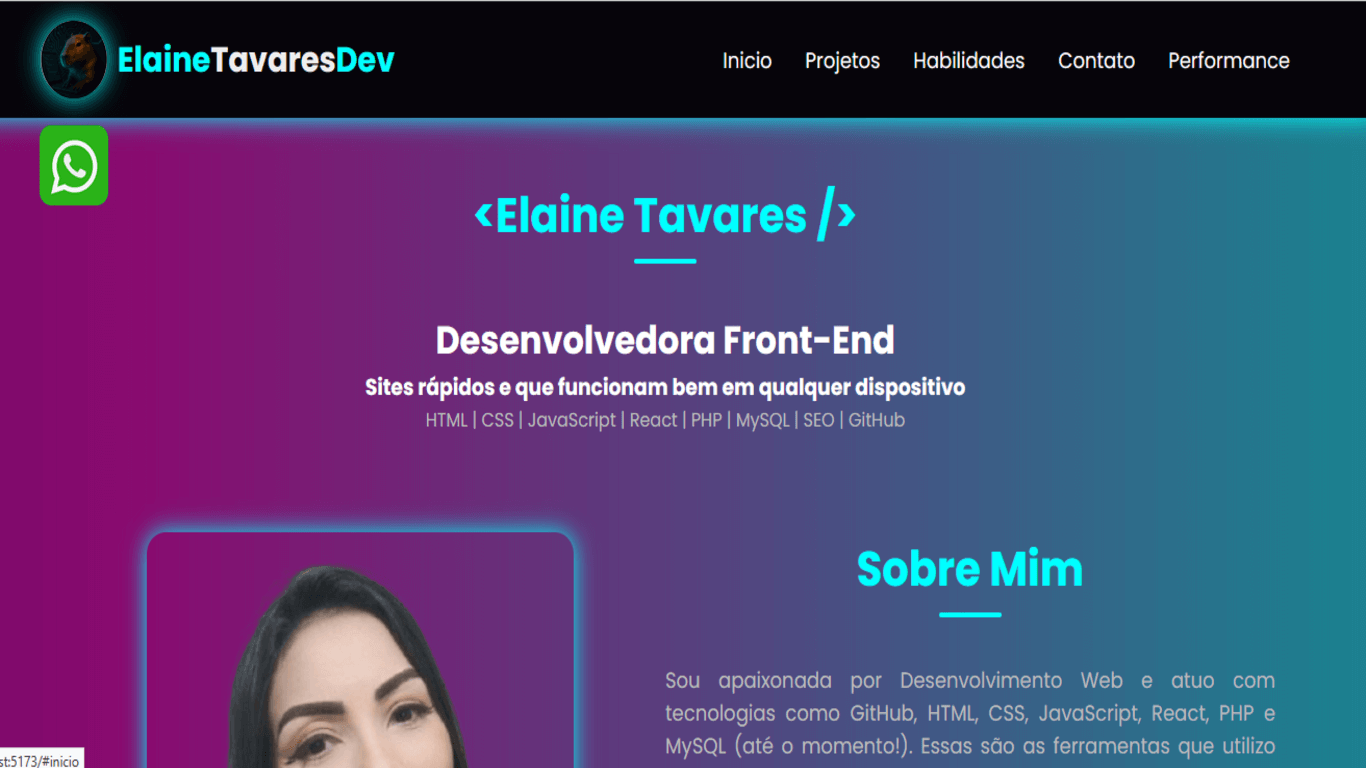 ElaineTavaresDev
Inicio Projetos Habilidades Contato Performance
<Elaine Tavares />
Desenvolvedora Front-End
Sites rápidos e que funcionam bem em qualquer dispositivo
HTML | CSS | JavaScript | React | PHP | MySQL | SEO | GitHub
Sobre Mim
Sou apaixonada por Desenvolvimento Web e atuo com
tecnologias como GitHub, HTML, CSS, JavaScript, React, PHP e
MySQL (até o momento!). Essas são as ferramentas que utilizo
st:5173/#inicio